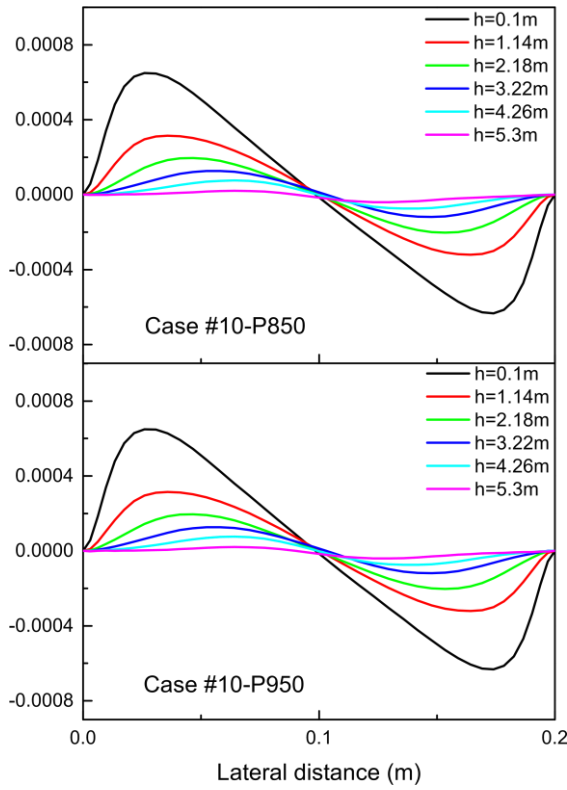 0.0008
h=0.1m
h=1.14m
0.0004
h=2.18m
h=3.22m
h=4.26m
h=5.3m
0.0000
-0.0004
-0.0008
Case #10-P850
0.0008
h=0.1m
h=1.14m
0.0004
h=2.18m
h=3.22m
h=4.26m
h=5.3m
0.0000
-0.0004
-0.0008
Case #10-P950
0.0
0.1
0.2
Lateral distance (m)